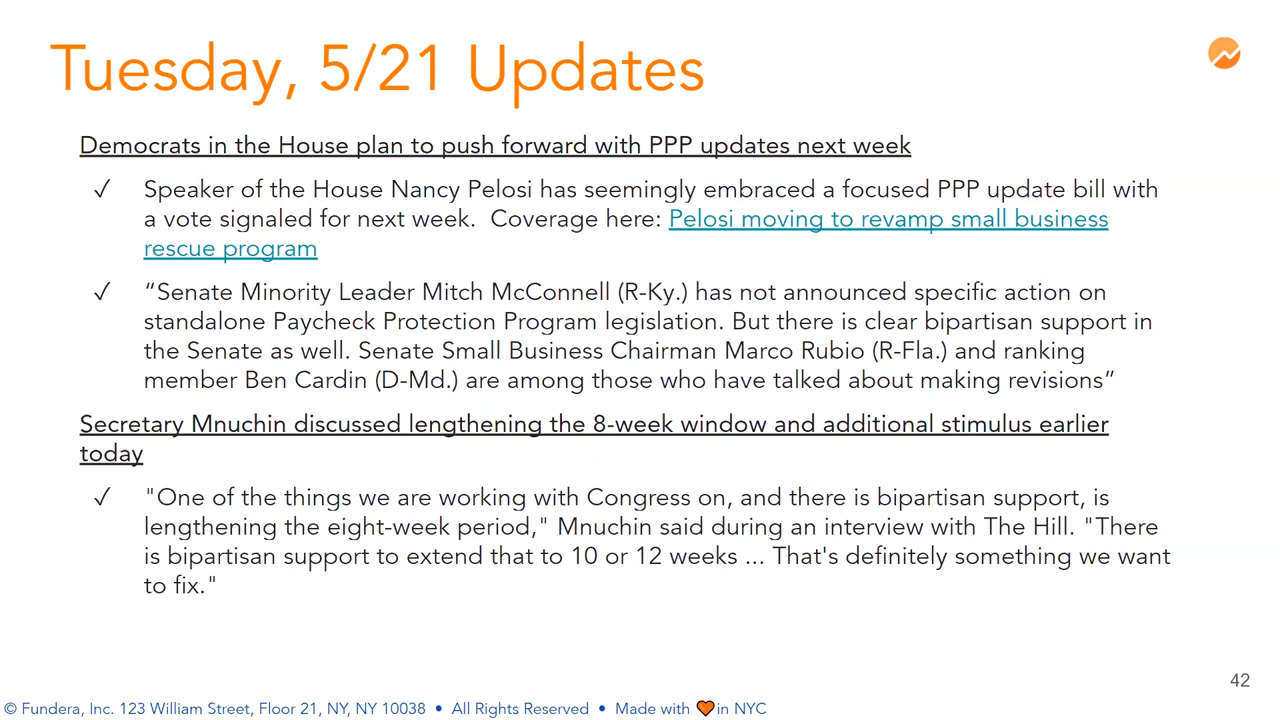 Tuesday, 5/21 Updates
Democrats in the House plan to push forward with PPP updates next week
✓ Speaker of the House Nancy Pelosi has seemingly embraced a focused PPP update bill with
a vote signaled for next week.  Coverage here: Pelosi moving to revamp small business
rescue program
✓ “Senate Minority Leader Mitch McConnell (R-Ky.) has not announced specific action on
standalone Paycheck Protection Program legislation. But there is clear bipartisan support in
the Senate as well. Senate Small Business Chairman Marco Rubio (R-Fla.) and ranking
member Ben Cardin (D-Md.) are among those who have talked about making revisions”
Secretary Mnuchin discussed lengthening the 8-week window and additional stimulus earlier
today
✓ "One of the things we are working with Congress on, and there is bipartisan support, is
lengthening the eight-week period," Mnuchin said during an interview with The Hill. "There
is bipartisan support to extend that to 10 or 12 weeks ... That's definitely something we want
to fix."
42
© Fundera, Inc. 123 William Street, Floor 21, NY, NY 10038 • All Rights Reserved • Made with 🧡 in NYC